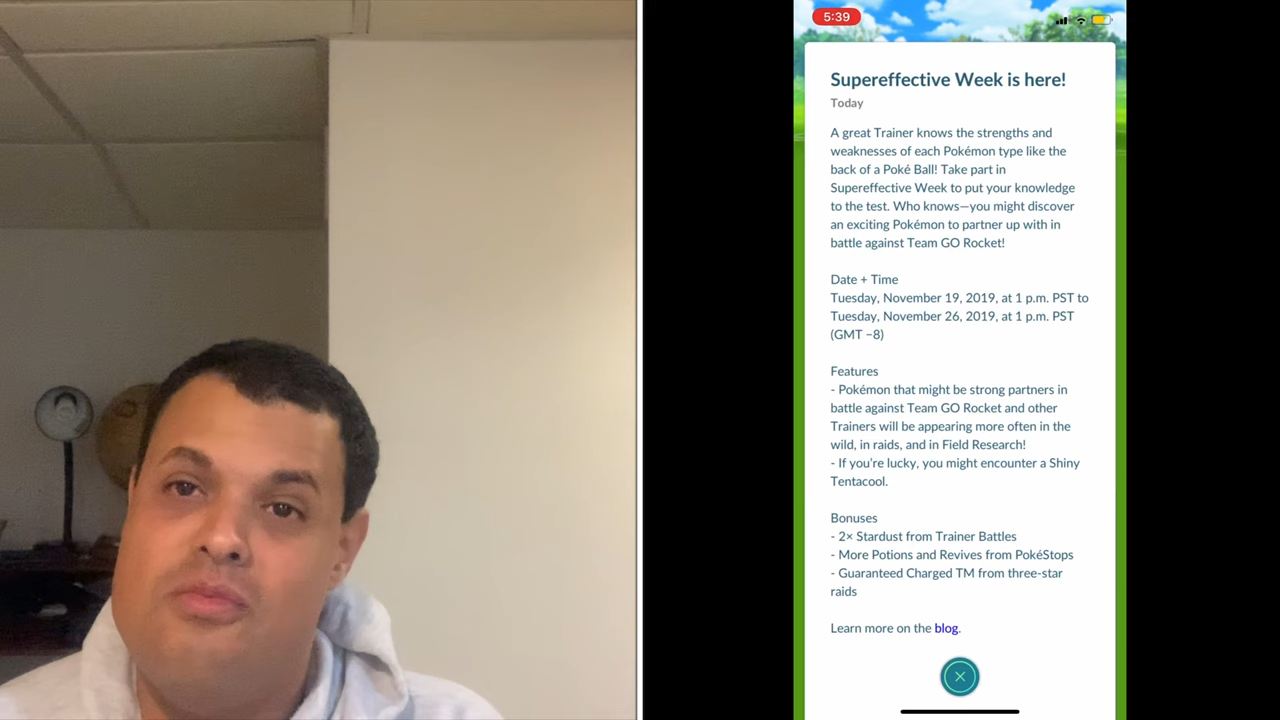 5:39
Supereffective Week is here!
Today
A great Trainer knows the strengths and
weaknesses of each Pokémon type like the
back of a Poké Ball! Take part in
Supereffective Week to put your knowledge
to the test. Who knows—you might discover
an exciting Pokémon to partner up with in
battle against Team GO Rocket!
Date + Time
Tuesday, November 19, 2019, at 1 p.m. PST to
Tuesday, November 26, 2019, at 1 p.m. PST
(GMT −8)
Features
- Pokémon that might be strong partners in
battle against Team GO Rocket and other
Trainers will be appearing more often in the
wild, in raids, and in Field Research!
- If you're lucky, you might encounter a Shiny
Tentacool.
Bonuses
- 2× Stardust from Trainer Battles
- More Potions and Revives from PokéStops
- Guaranteed Charged TM from three-star
raids
Learn more on the blog.